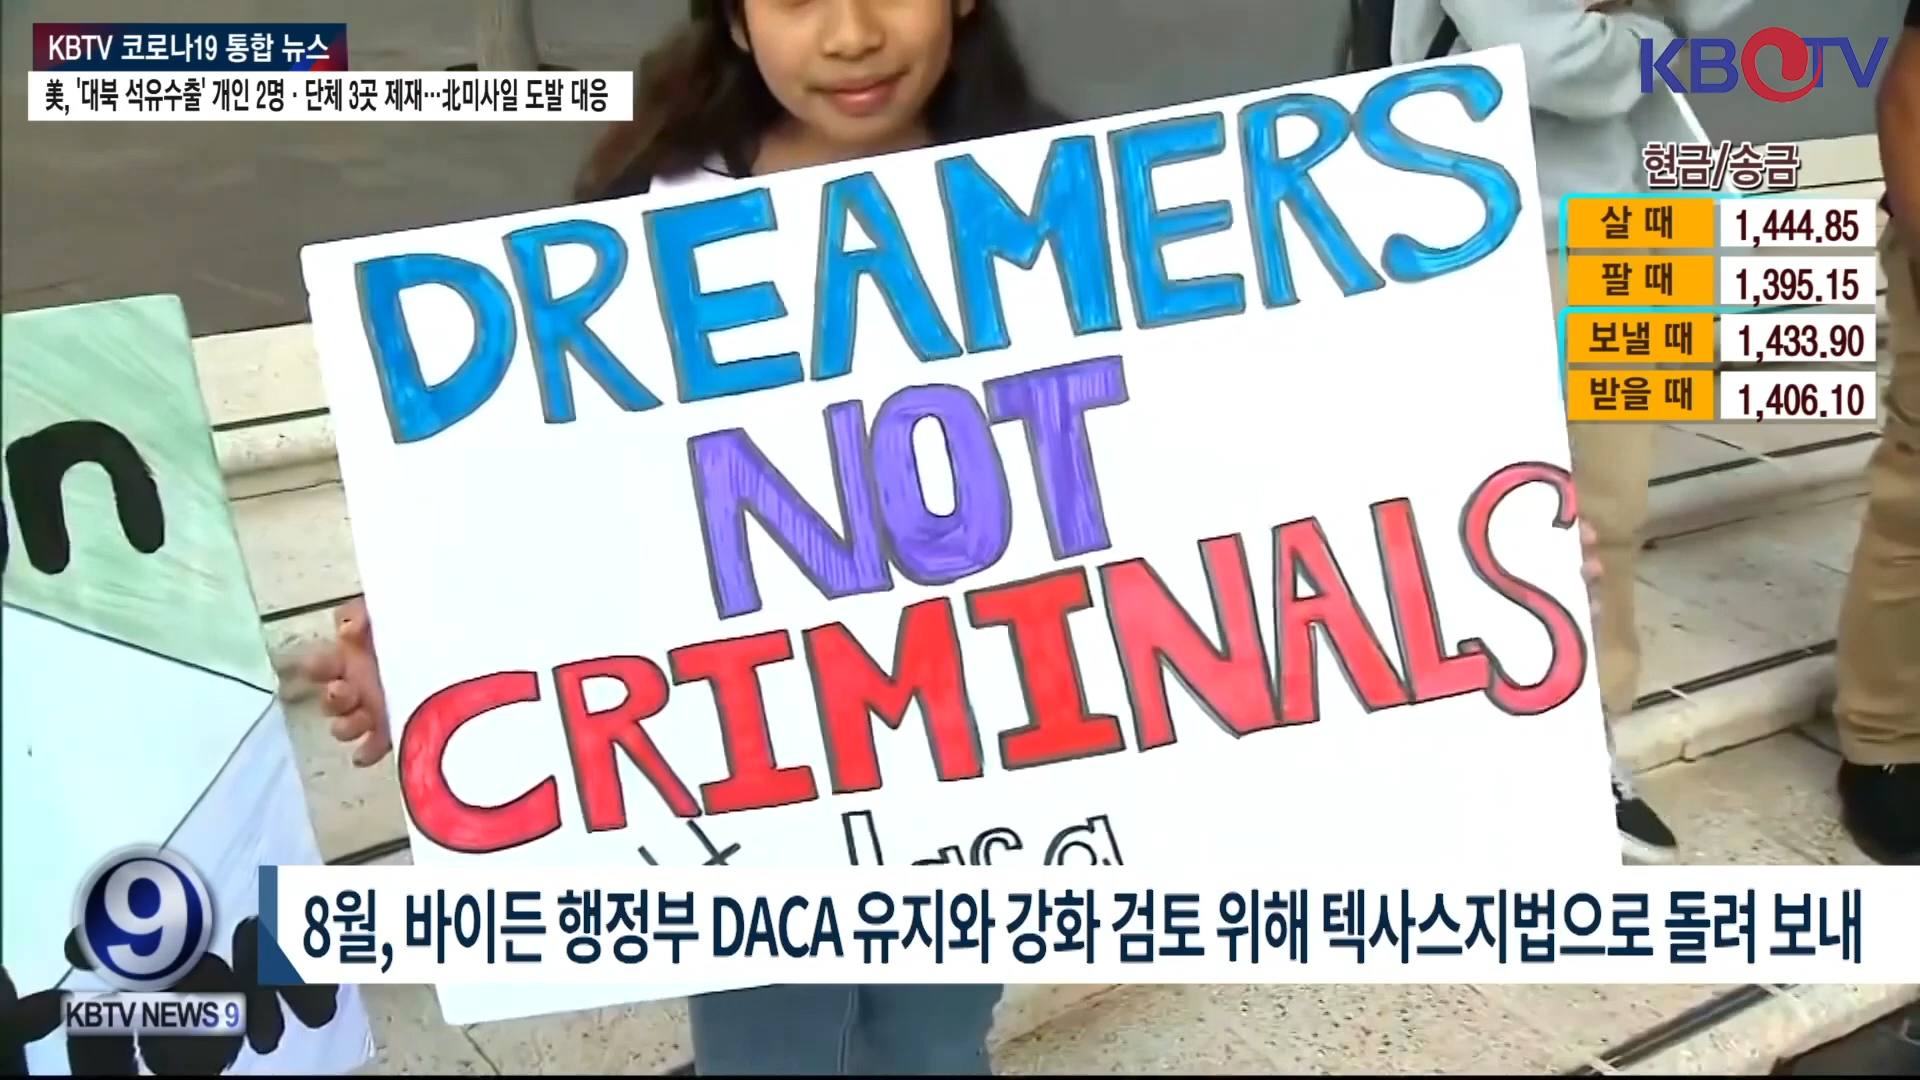 KBTV 코로나19 통합 뉴스
美, '대북 석유수출' 개인 2명·단체 3곳 제재…北미사일 도발 대응
KBTV
현금/송금
살 때 1,444.85
팔 때 1,395.15
보낼 때 1,433.90
받을 때 1,406.10
DREAMERS
NOT
CRIMINALS
n
8월, 바이든 행정부 DACA 유지와 강화 검토 위해 텍사스지법으로 돌려 보내
9
KBTV NEWS 9